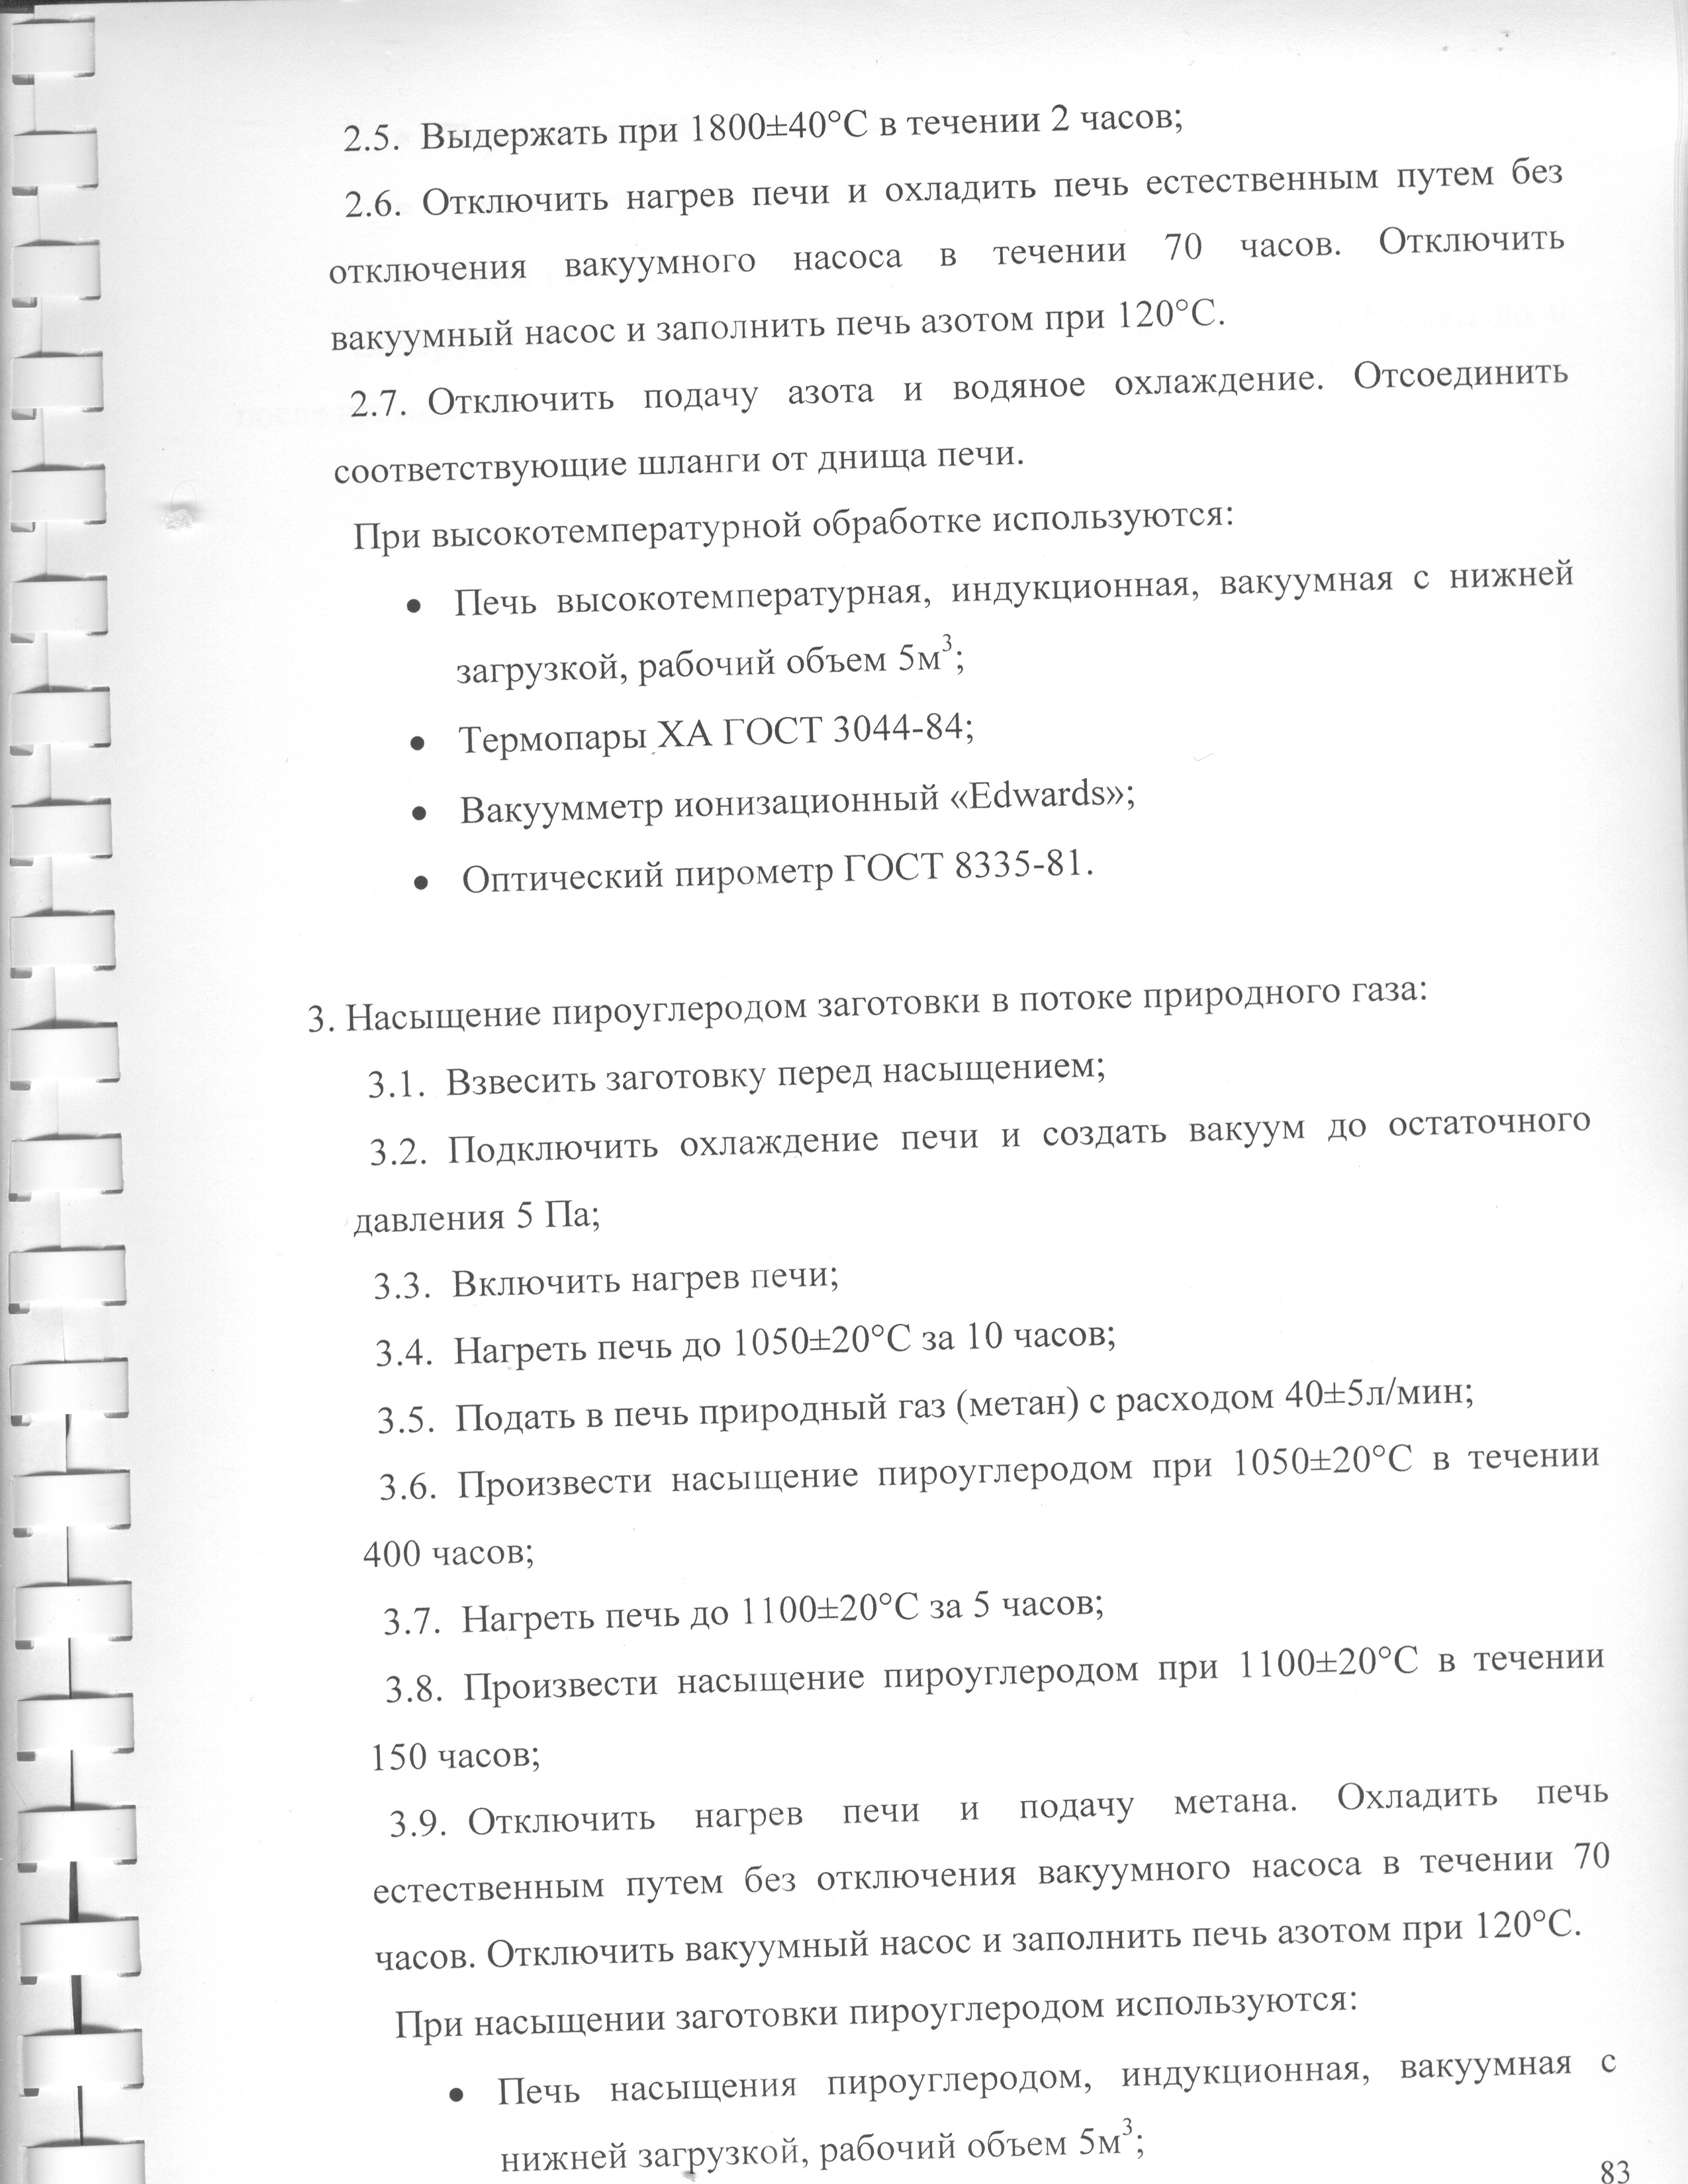 2.5. Выдержать при 1800±40°С в течении 2 часов;
2.6. Отключить нагрев печи и охладить печь естественным путем без
отключения вакуумного насоса в течении 70 часов. Отключить
вакуумный насос и заполнить печь азотом при 120°С.
2.7. Отключить подачу азота и водяное охлаждение. Отсоединить
соответствующие шланги от днища печи.
При высокотемпературной обработке используются:
• Печь высокотемпературная, индукционная, вакуумная с нижней
загрузкой, рабочий объем 5м³;
• Термопары ХА ГОСТ 3044-84;
• Вакуумметр ионизационный «Edwards»;
• Оптический пирометр ГОСТ 8335-81.
3. Насыщение пироуглеродом заготовки в потоке природного газа:
3.1. Взвесить заготовку перед насыщением;
3.2. Подключить охлаждение печи и создать вакуум до остаточного
давления 5 Па;
3.3. Включить нагрев печи;
3.4. Нагреть печь до 1050±20°С за 10 часов;
3.5. Подать в печь природный газ (метан) с расходом 40±5л/мин;
3.6. Произвести насыщение пироуглеродом при 1050±20°С в течении
400 часов;
3.7. Нагреть печь до 1100±20°С за 5 часов;
3.8. Произвести насыщение пироуглеродом при 1100±20°С в течении
150 часов;
3.9. Отключить нагрев печи и подачу метана. Охладить печь
естественным путем без отключения вакуумного насоса в течении 70
часов. Отключить вакуумный насос и заполнить печь азотом при 120°С.
При насыщении заготовки пироуглеродом используются:
• Печь насыщения пироуглеродом, индукционная, вакуумная с
нижней загрузкой, рабочий объем 5м³;
83